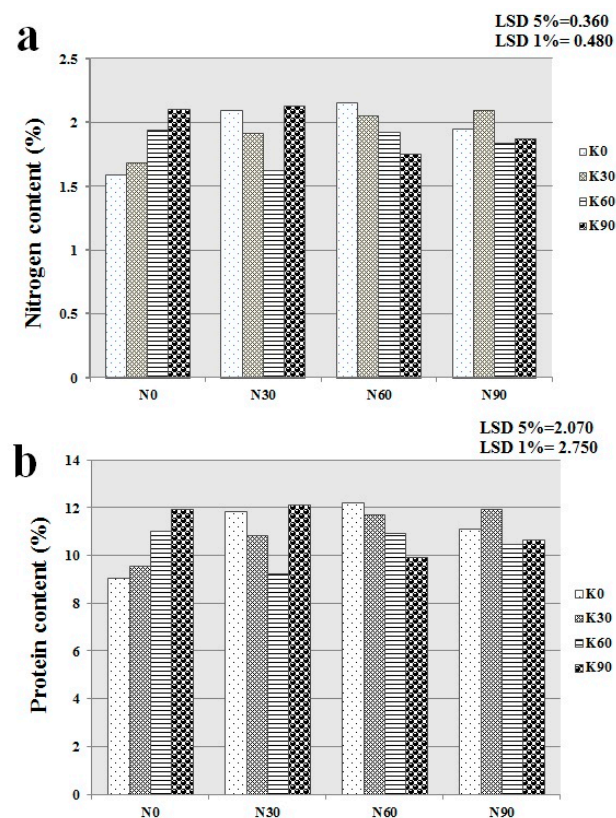 a
LSD 5%=0.360
LSD 1%= 0.480
Nitrogen content (%)
2.5
2
1.5
1
0.5
0
N0 N30 N60 N90
K0
K30
K60
K90
b
LSD 5%=2.070
LSD 1%= 2.750
Protein content (%)
14
12
10
8
6
4
2
0
N0 N30 N60 N90
K0
K30
K60
K90